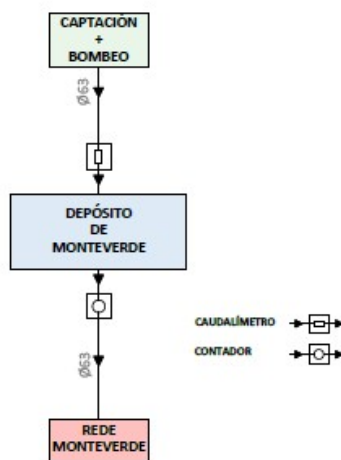 CAPTACIÓN
+
BOMBEO
Ø63
DEPÓSITO
DE
MONTEVERDE
CAUDALÍMETRO
CONTADOR
Ø63
REDE
MONTEVERDE